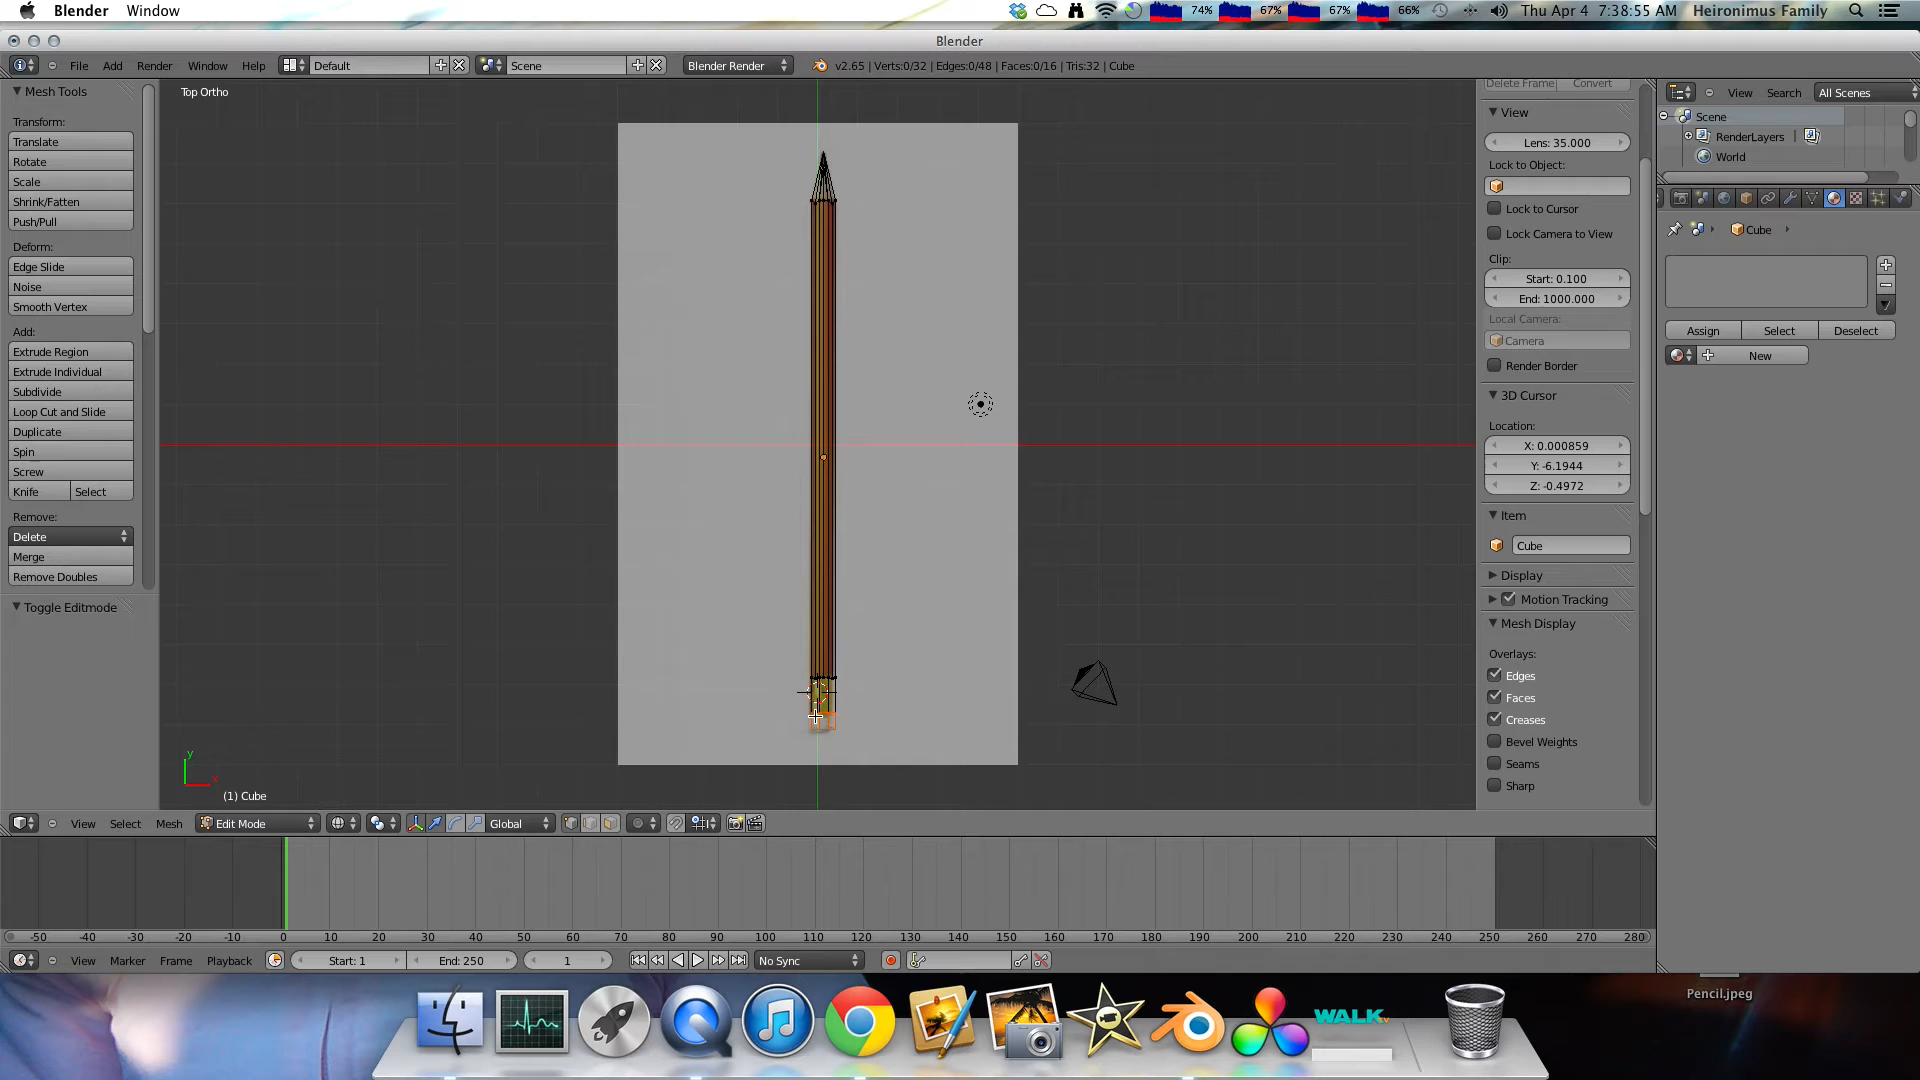 Blender Window 74% 67% 67% 66% Thu Apr 4 7:38:55 AM Heironimus Family
Blender
File Add Render Window Help Default Scene Blender Render v2.65 | Verts:0/32 | Edges:0/48 | Faces:0/16 | Tris:32 | Cube
Mesh Tools
Transform:
Translate
Rotate
Scale
Shrink/Fatten
Push/Pull
Deform:
Edge Slide
Noise
Smooth Vertex
Add:
Extrude Region
Extrude Individual
Subdivide
Loop Cut and Slide
Duplicate
Spin
Screw
Knife Select
Remove:
Delete
Merge
Remove Doubles
Toggle Editmode
Top Ortho
y
x
(1) Cube
Delete Frame Convert
View
Lens: 35.000
Lock to Object:
Lock to Cursor
Lock Camera to View
Clip:
Start: 0.100
End: 1000.000
Local Camera:
Camera
Render Border
3D Cursor
Location:
X: 0.000859
Y: -6.1944
Z: -0.4972
Item
Cube
Display
Motion Tracking
Mesh Display
Overlays:
Edges
Faces
Creases
Bevel Weights
Seams
Sharp
View Search All Scenes
Scene
RenderLayers
World
Cube
Assign Select Deselect
New
View Select Mesh Edit Mode Global
-50 -40 -30 -20 -10 0 10 20 30 40 50 60 70 80 90 100 110 120 130 140 150 160 170 180 190 200 210 220 230 240 250 260 270 280
View Marker Frame Playback Start: 1 End: 250 1 No Sync
Pencil.jpeg
WALK